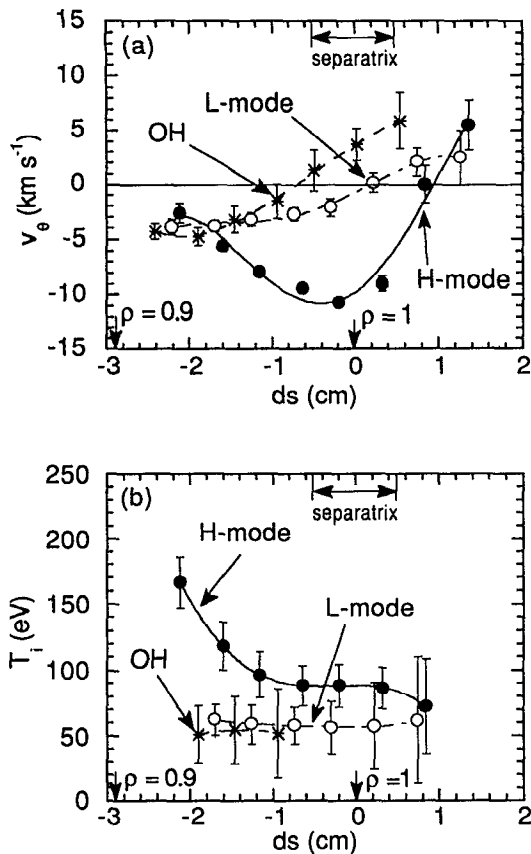 15
(a)
separatrix
10
L-mode
5
OH
0
-5
H-mode
-10
ρ = 0.9
ρ = 1
-15
-3 -2 -1 0 1 2
ds (cm)
v_θ (km s⁻¹)
250
(b)
separatrix
200
H-mode
150
L-mode
100
OH
50
ρ = 0.9
ρ = 1
0
-3 -2 -1 0 1 2
ds (cm)
T_i (eV)